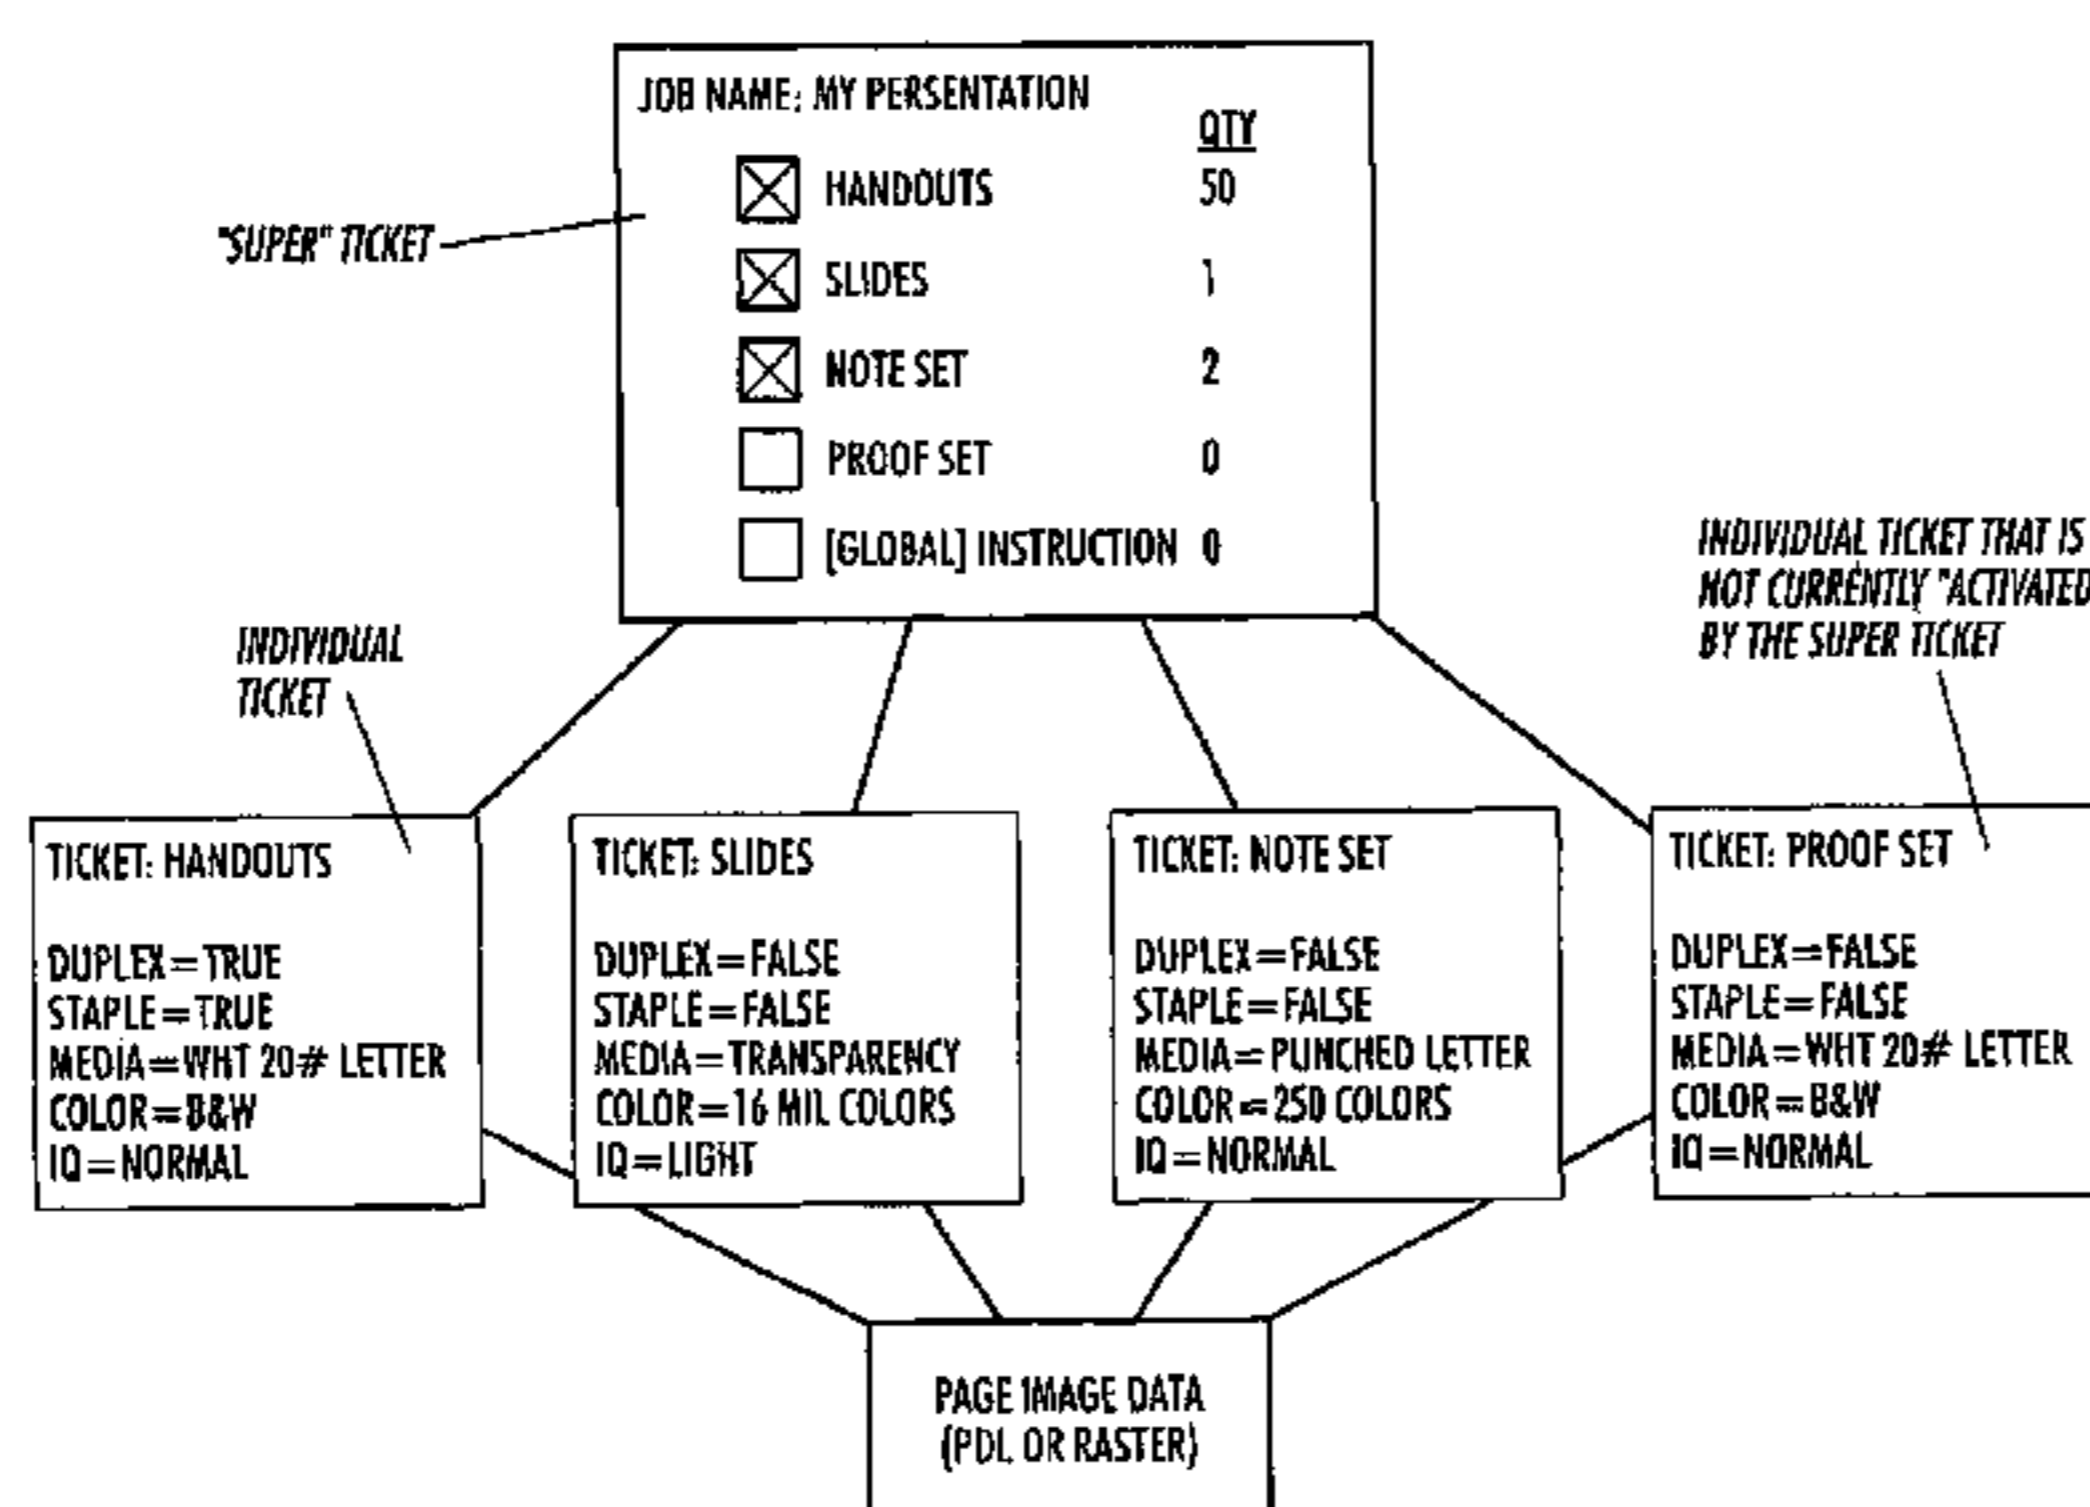 JOB NAME: MY PERSENTATION
QTY
HANDOUTS 50
SLIDES 1
NOTE SET 2
PROOF SET 0
[GLOBAL] INSTRUCTION 0
"SUPER" TICKET
INDIVIDUAL
TICKET
INDIVIDUAL TICKET THAT IS
NOT CURRENTLY "ACTIVATED
BY THE SUPER TICKET
TICKET: HANDOUTS
DUPLEX=TRUE
STAPLE=TRUE
MEDIA=WHT 20# LETTER
COLOR=B&W
IQ=NORMAL
TICKET: SLIDES
DUPLEX=FALSE
STAPLE=FALSE
MEDIA=TRANSPARENCY
COLOR=16 MIL COLORS
IQ=LIGHT
TICKET: NOTE SET
DUPLEX=FALSE
STAPLE=FALSE
MEDIA=PUNCHED LETTER
COLOR=250 COLORS
IQ=NORMAL
TICKET: PROOF SET
DUPLEX=FALSE
STAPLE=FALSE
MEDIA=WHT 20# LETTER
COLOR=B&W
IQ=NORMAL
PAGE IMAGE DATA
(PDL OR RASTER)